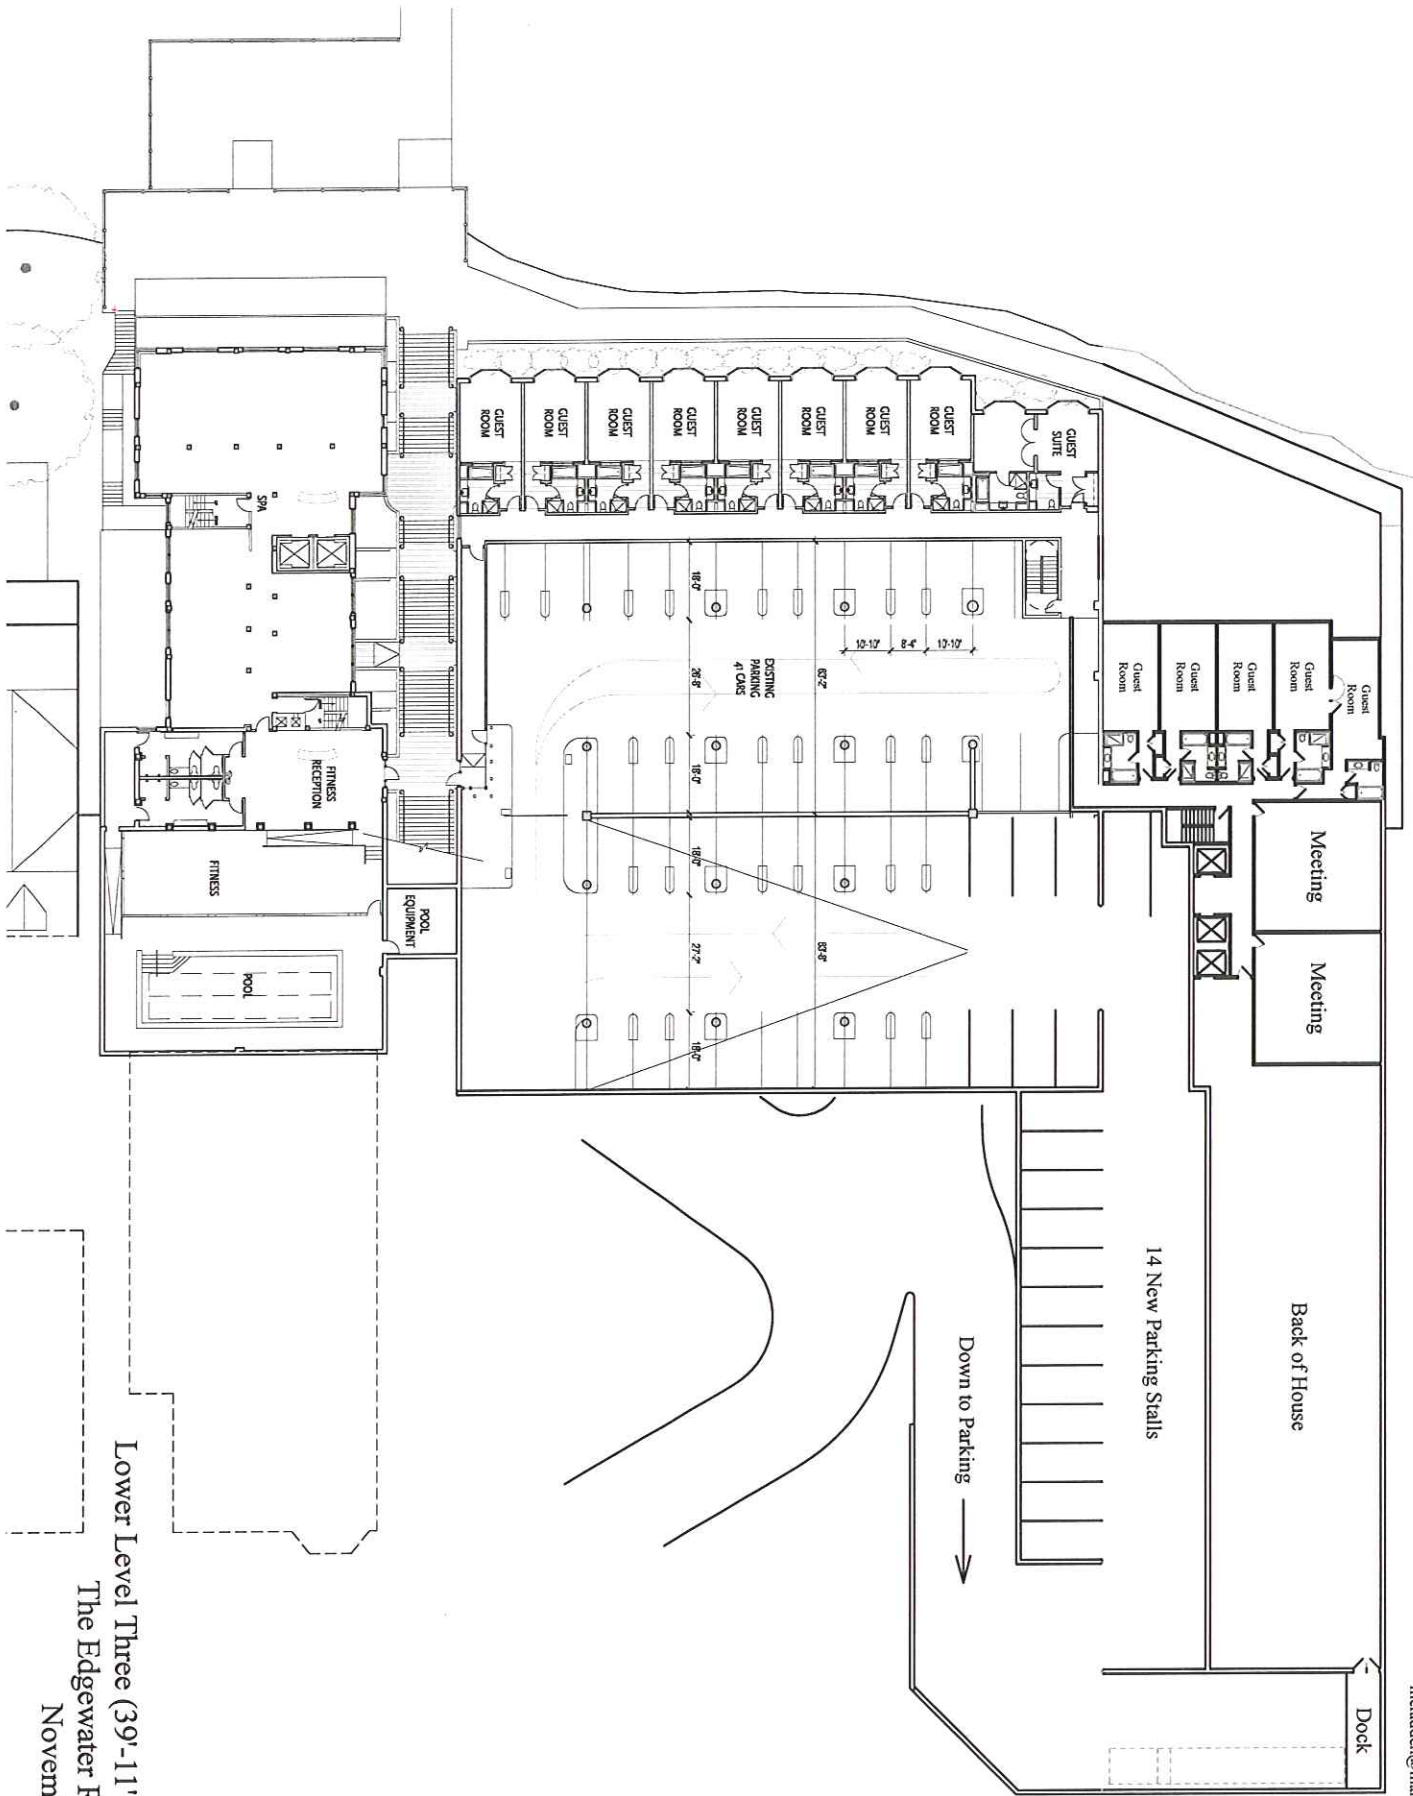 GUEST
ROOM
GUEST
ROOM
GUEST
ROOM
GUEST
ROOM
GUEST
ROOM
GUEST
ROOM
GUEST
ROOM
GUEST
ROOM
GUEST
SUITE
Guest
Room
Guest
Room
Guest
Room
Guest
Room
Guest
Room
SPA
18'-0"
10'-10"
8'-4"
10'-10"
EXISTING
PARKING
41 CARS
26'-8"
18'-0"
FITNESS
RECEPTION
FITNESS
18'-0"
Meeting
Meeting
POOL
EQUIPMENT
POOL
27'-2"
18'-0"
14 New Parking Stalls
Back of House
Down to Parking
Dock
Lower Level Three (39'-11"
The Edgewater
Novem